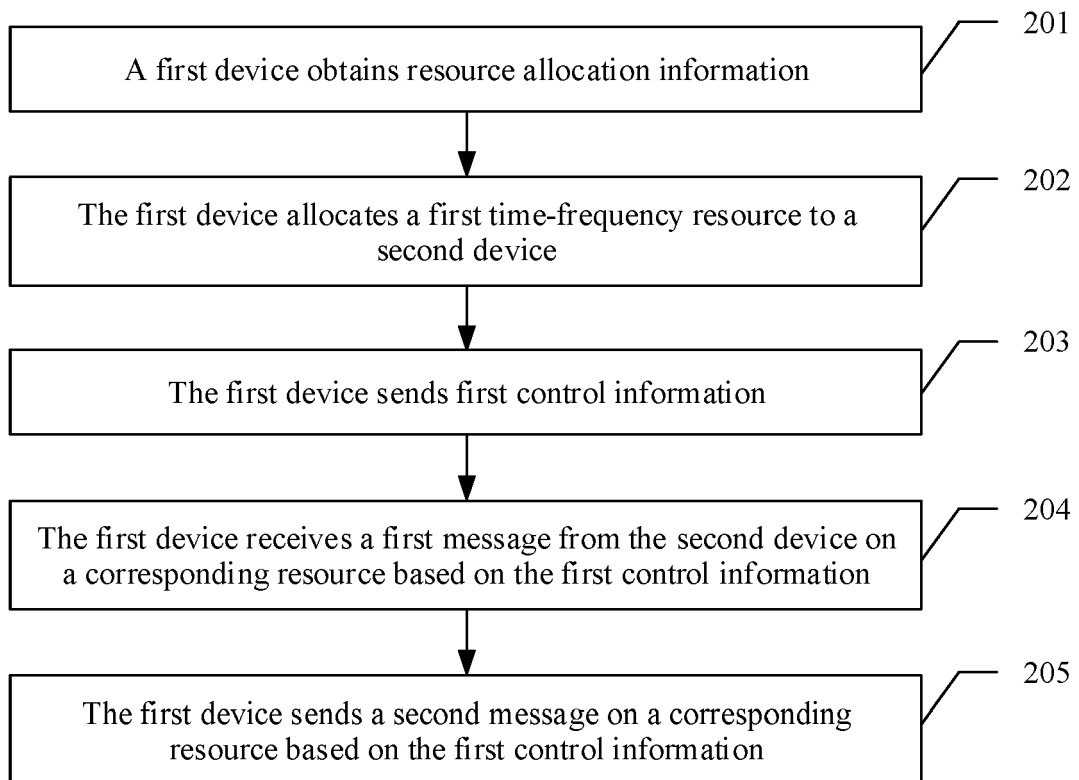 201
A first device obtains resource allocation information
202
The first device allocates a first time-frequency resource to a
second device
203
The first device sends first control information
204
The first device receives a first message from the second device on
a corresponding resource based on the first control information
205
The first device sends a second message on a corresponding
resource based on the first control information